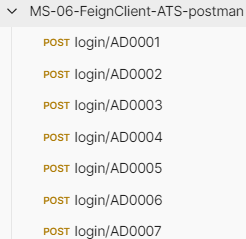 MS-06-FeignClient-ATS-postman
POST login/AD0001
POST login/AD0002
POST login/AD0003
POST login/AD0004
POST login/AD0005
POST login/AD0006
POST login/AD0007